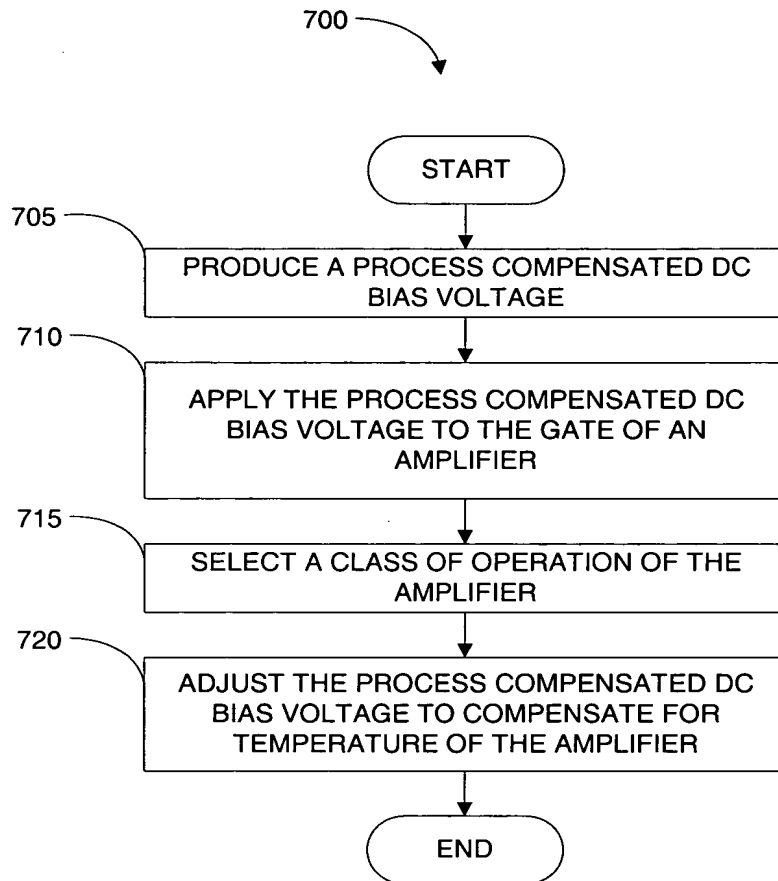 700
START
705
PRODUCE A PROCESS COMPENSATED DC
BIAS VOLTAGE
710
APPLY THE PROCESS COMPENSATED DC
BIAS VOLTAGE TO THE GATE OF AN
AMPLIFIER
715
SELECT A CLASS OF OPERATION OF THE
AMPLIFIER
720
ADJUST THE PROCESS COMPENSATED DC
BIAS VOLTAGE TO COMPENSATE FOR
TEMPERATURE OF THE AMPLIFIER
END